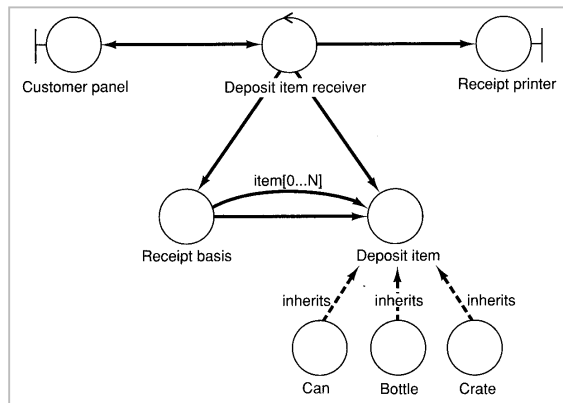 Customer panel
Deposit item receiver
Receipt printer
item[0...N]
Receipt basis
Deposit item
inherits
inherits
inherits
Can
Bottle
Crate